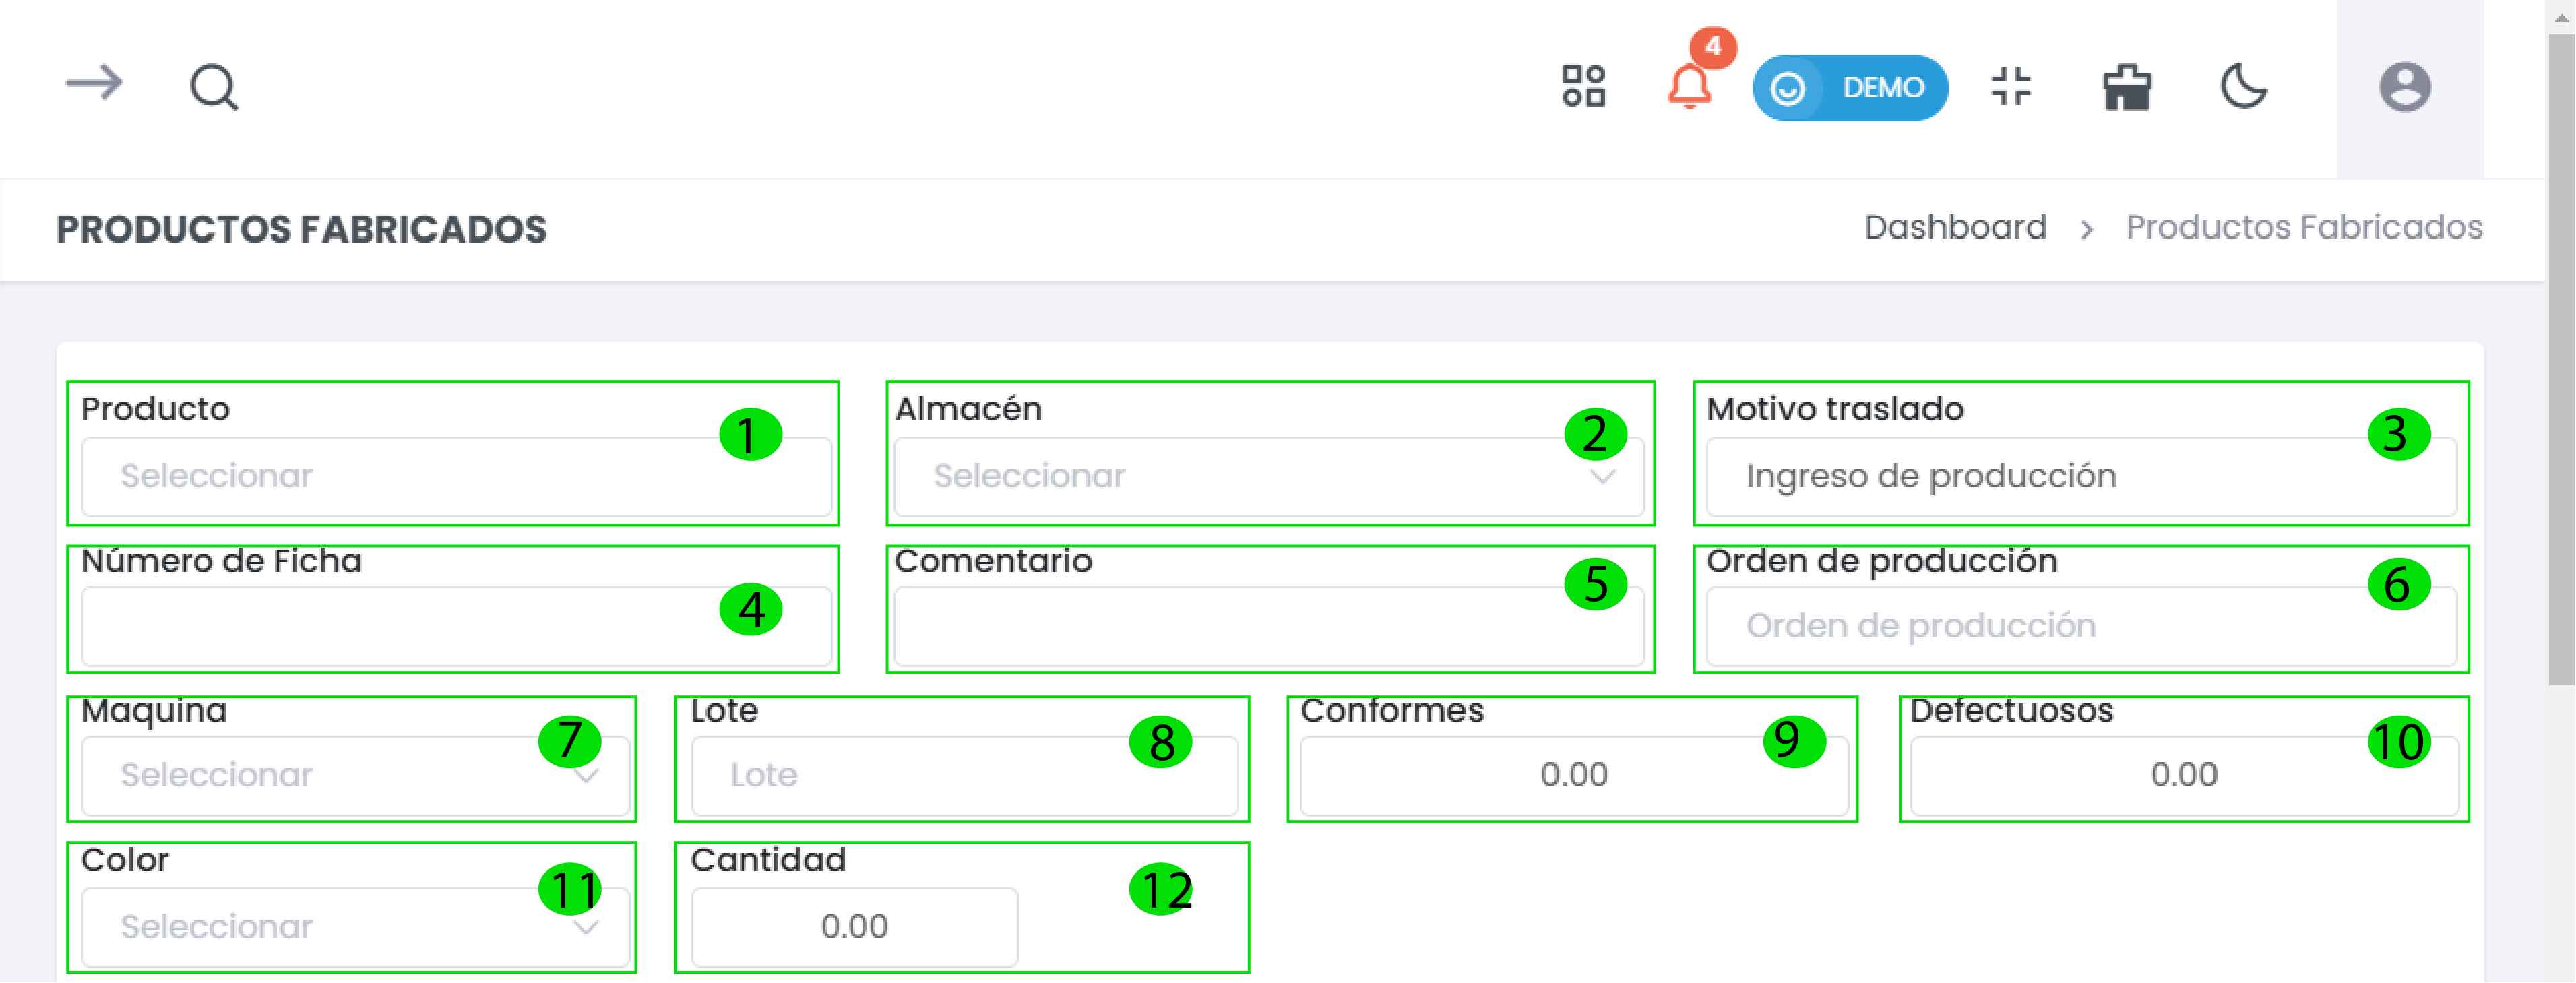 4
DEMO
PRODUCTOS FABRICADOS
Dashboard > Productos Fabricados
Producto 1
Seleccionar
Almacén 2
Seleccionar
Motivo traslado 3
Ingreso de producción
Número de Ficha 4
Comentario 5
Orden de producción 6
Orden de producción
Maquina 7
Seleccionar
Lote 8
Lote
Conformes 9
0.00
Defectuosos 10
0.00
Color 11
Seleccionar
Cantidad 12
0.00